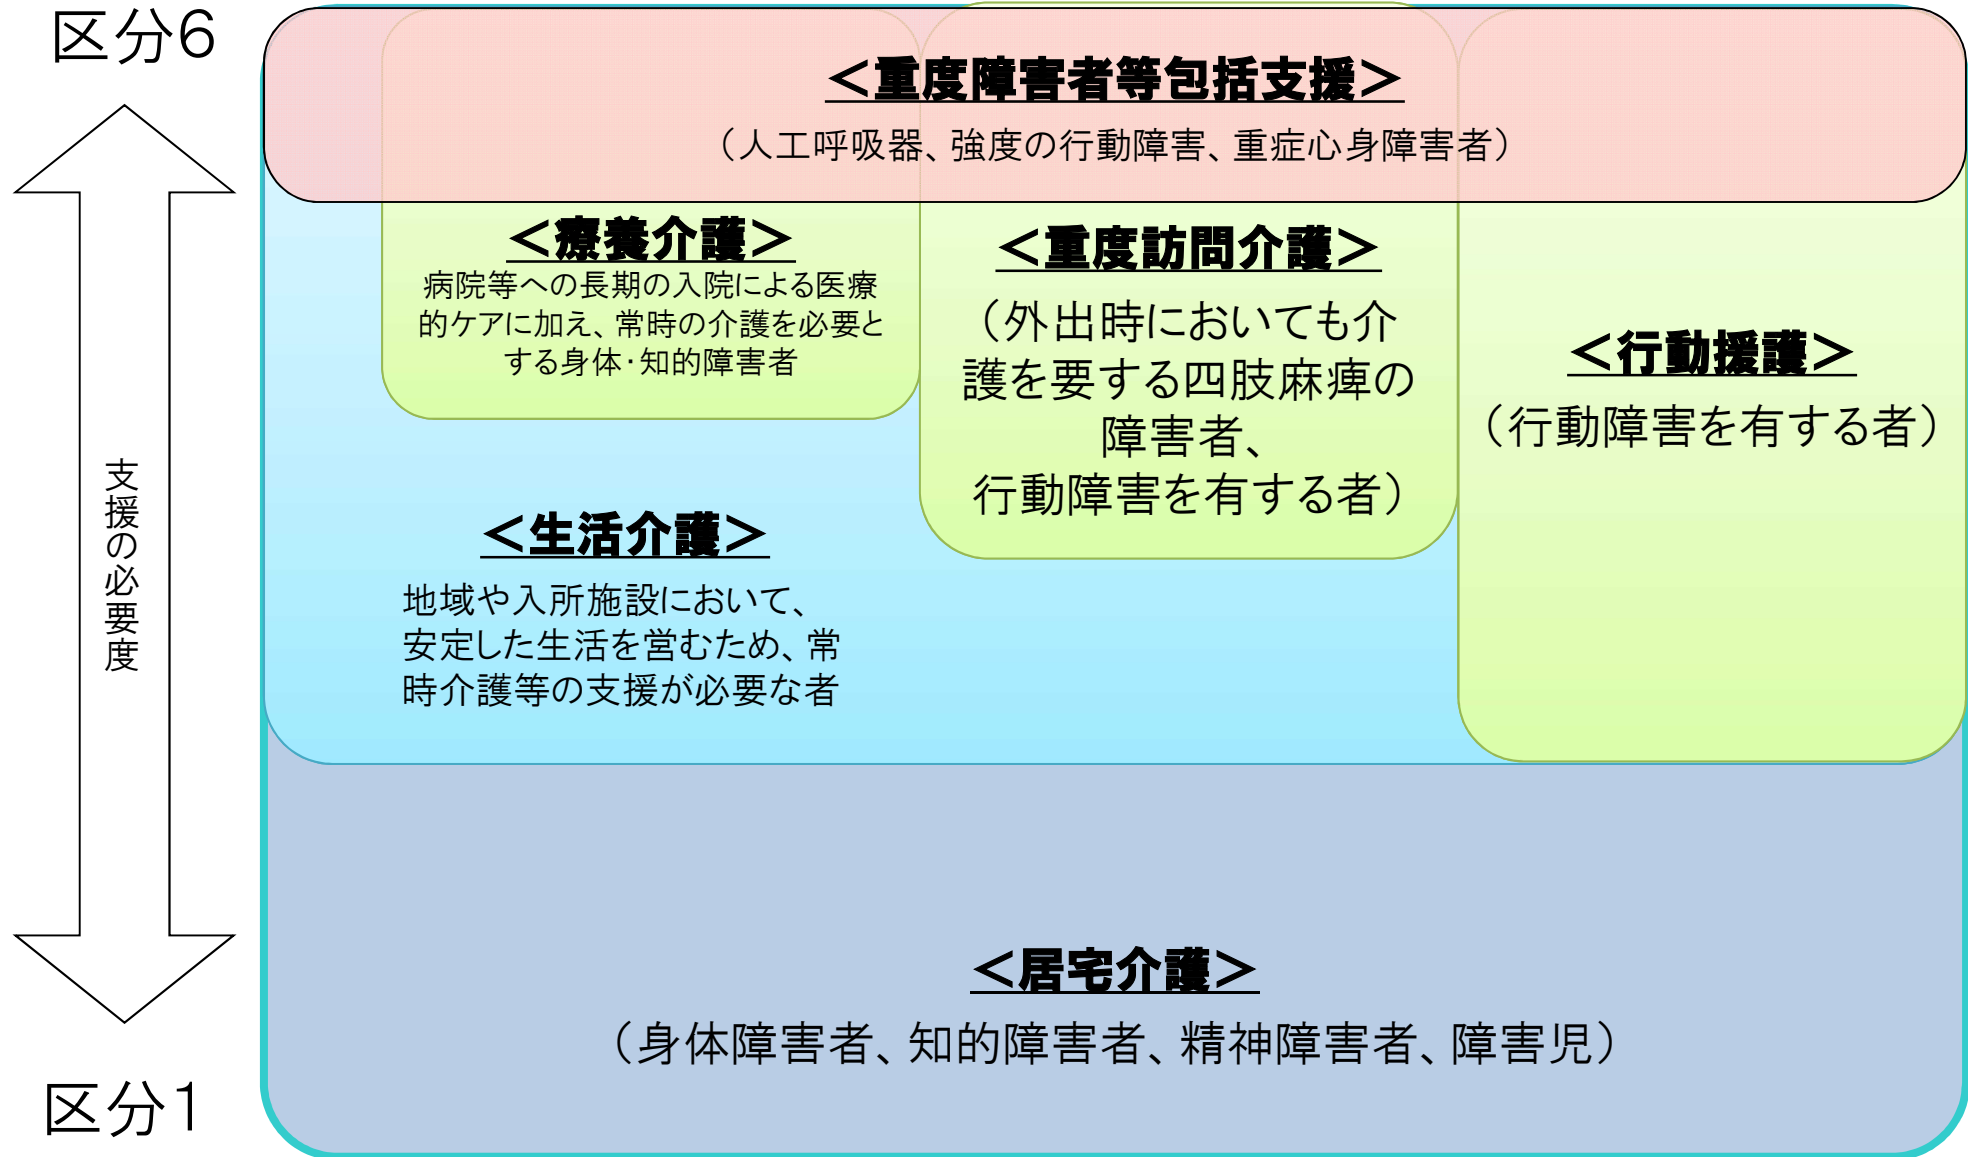 区分6
＜重度障害者等包括支援＞
（人工呼吸器、強度の行動障害、重症心身障害者）
＜療養介護＞
病院等への長期の入院による医療
的ケアに加え、常時の介護を必要と
する身体・知的障害者
＜重度訪問介護＞
（外出時においても介
護を要する四肢麻痺の
障害者、
行動障害を有する者）
＜行動援護＞
（行動障害を有する者）
支援の必要度
＜生活介護＞
地域や入所施設において、
安定した生活を営むため、常
時介護等の支援が必要な者
＜居宅介護＞
（身体障害者、知的障害者、精神障害者、障害児）
区分1